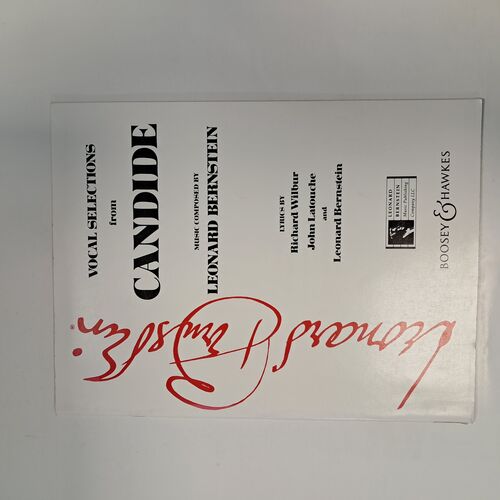 VOCAL SELECTIONS
from
CANDIDE
MUSIC COMPOSED BY
LEONARD BERNSTEIN
LYRICS BY
Richard Wilbur
John Latouche
and
Leonard Bernstein
Leonard Bernstein®
LEONARD
BERNSTEIN
Music Publishing
Company LLC
BOOSEY & HAWKES